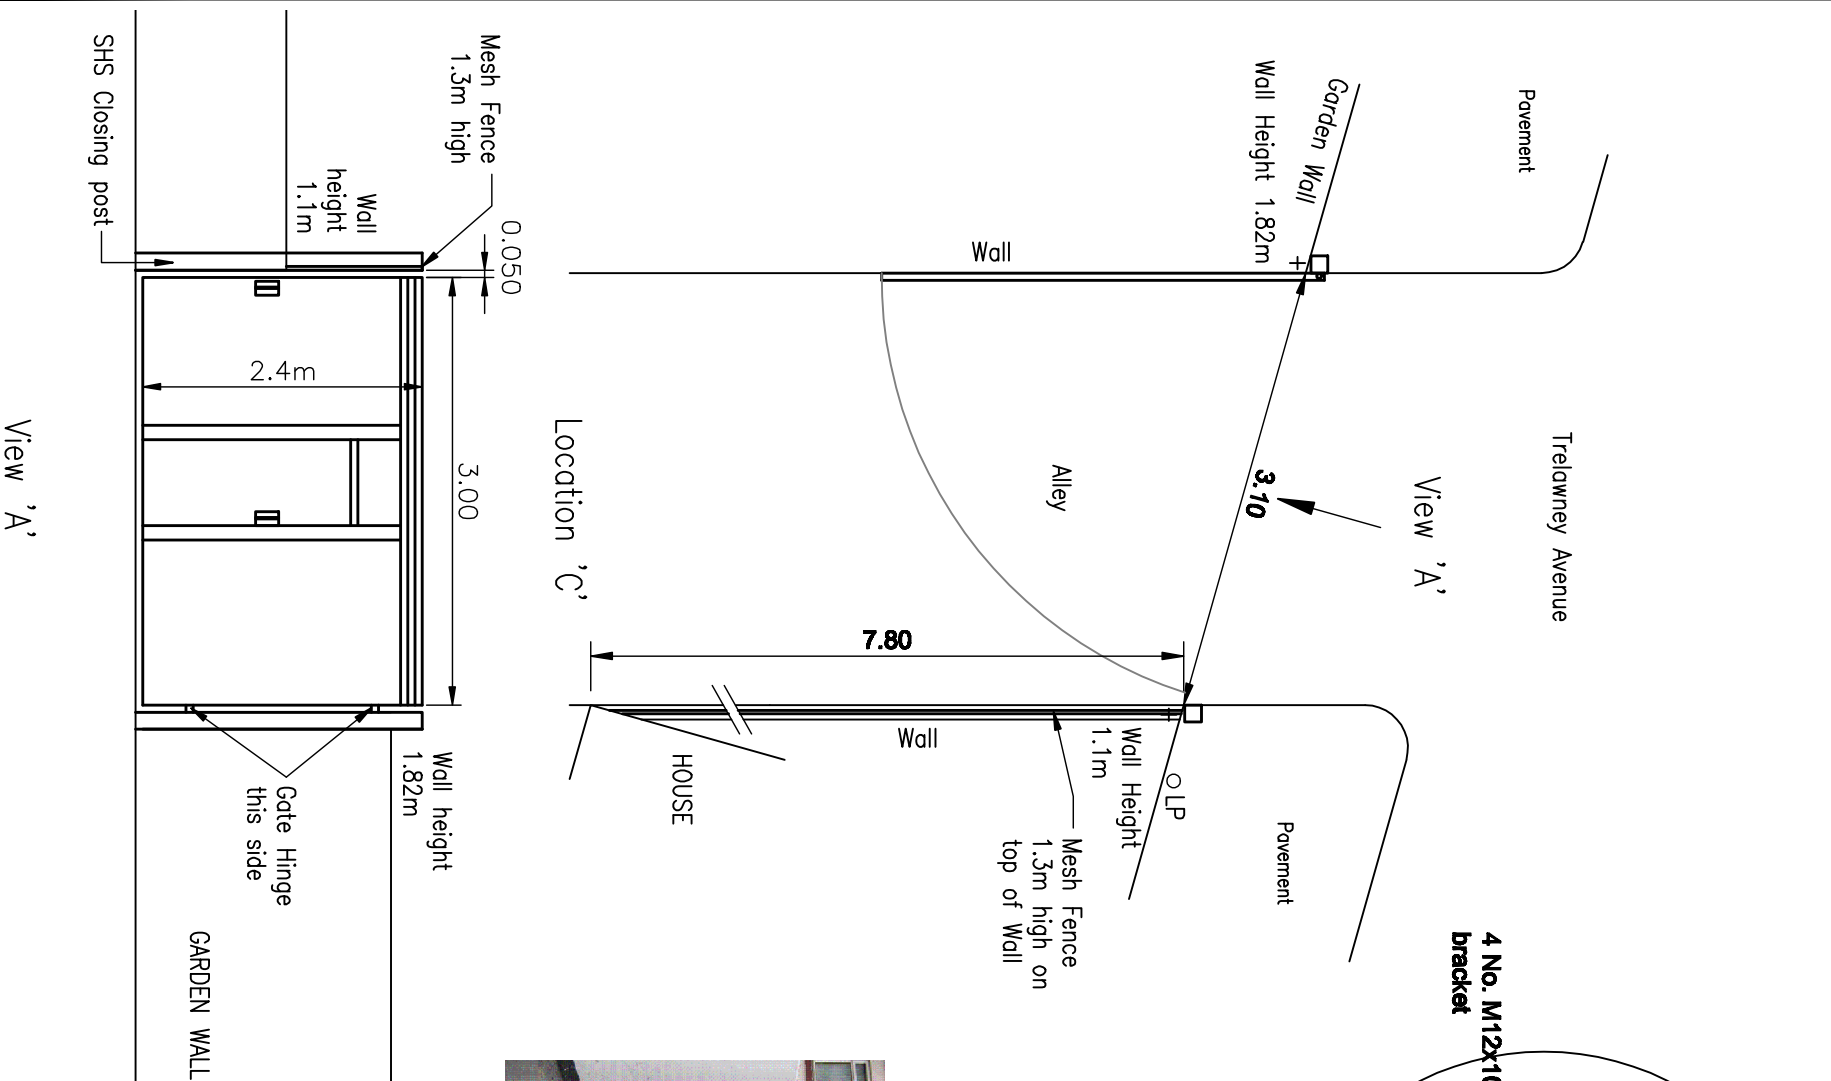 Pavement
Trelawney Avenue
Pavement
4 No. M12x10
bracket
View 'A'
Garden Wall
Wall Height 1.82m
3.10
LP
Wall Height
1.1m
Mesh Fence
1.3m high on
top of Wall
Wall
Alley
Wall
7.80
HOUSE
Location 'C'
0.050
Mesh Fence
1.3m high
3.00
Wall height
1.82m
Wall
height
1.1m
2.4m
Gate Hinge
this side
GARDEN WALL
SHS Closing post
View 'A'